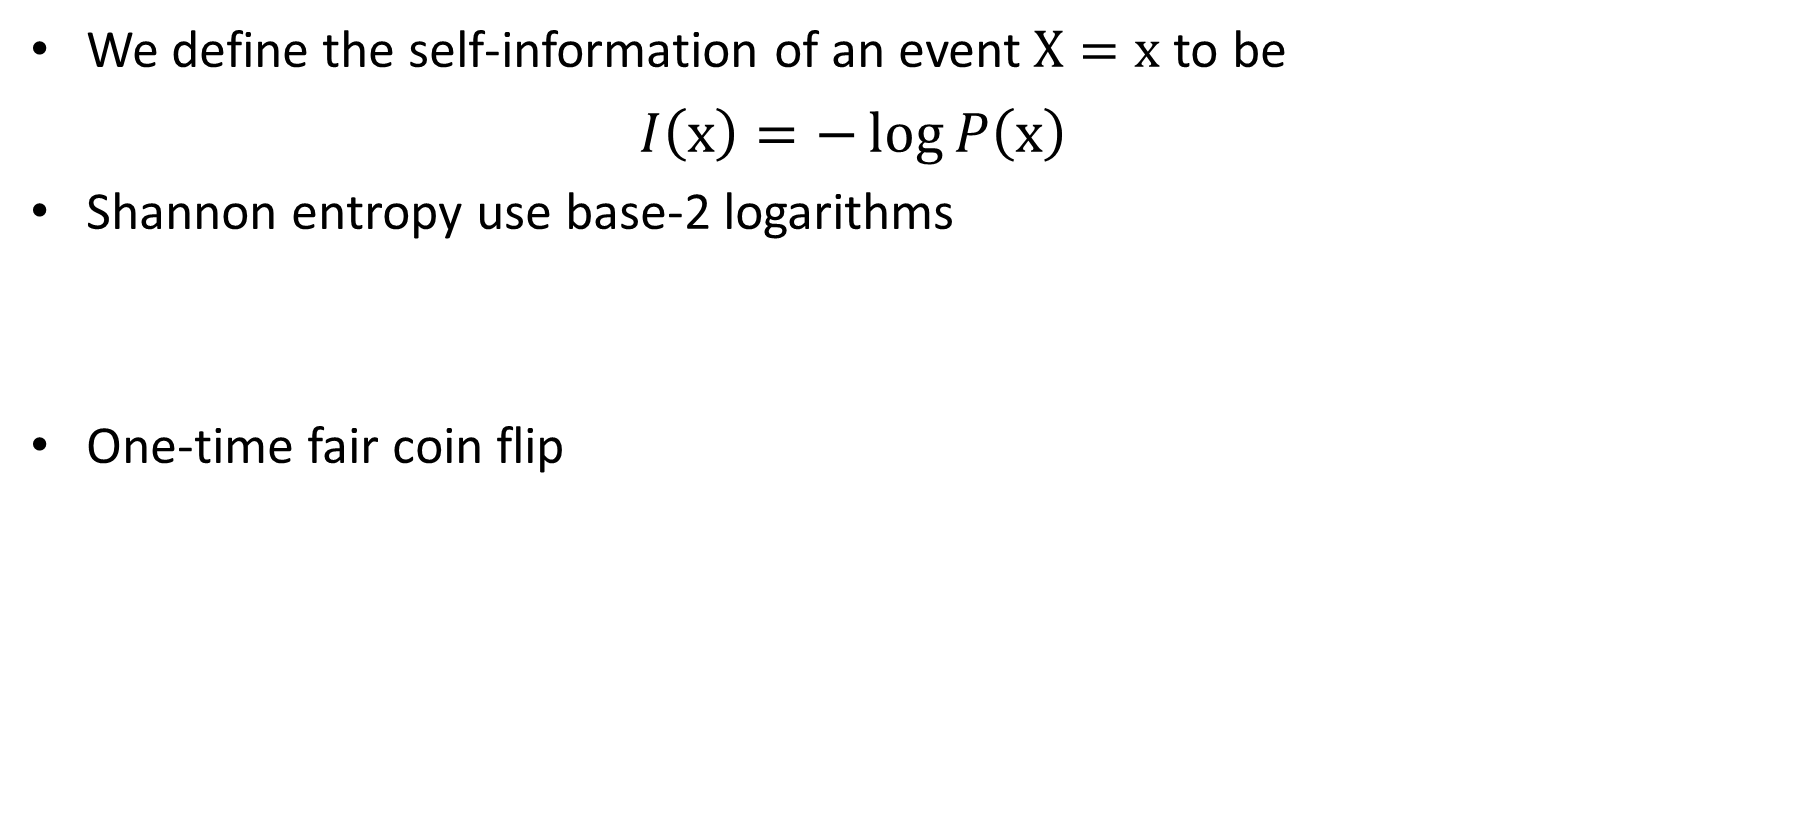 • We define the self-information of an event X = x to be
I(x) = − log P(x)
• Shannon entropy use base-2 logarithms
• One-time fair coin flip